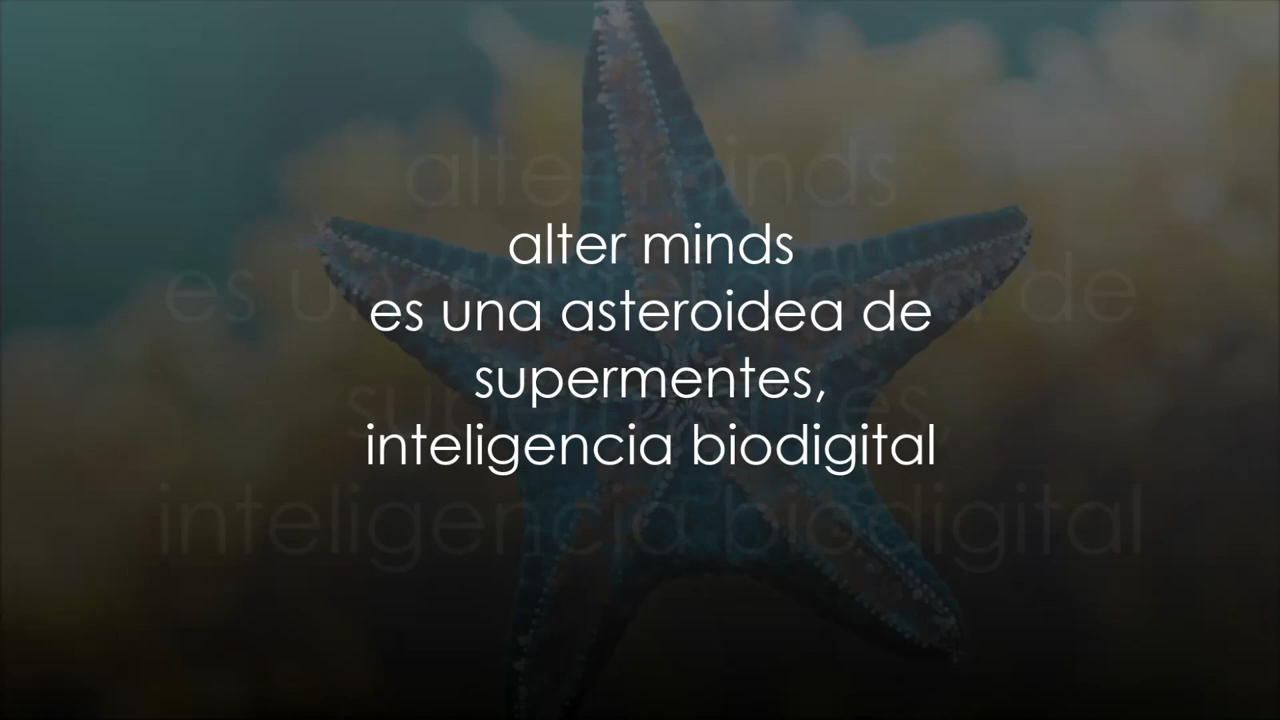 alter minds
es una asteroidea de
supermentes,
inteligencia biodigital